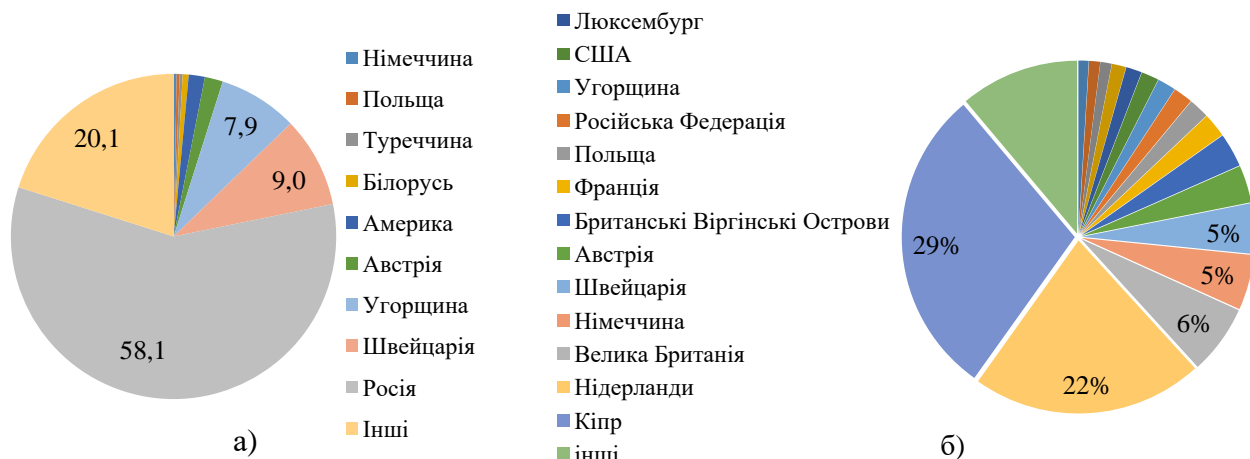 20,1
7,9
9,0
58,1
Німеччина
Польща
Туреччина
Білорусь
Америка
Австрія
Угорщина
Швейцарія
Росія
Інші
а)
Люксембург
США
Угорщина
Російська Федерація
Польща
Франція
Британські Віргінські Острови
Австрія
Швейцарія
Німеччина
Велика Британія
Нідерланди
Кіпр
інші
5%
5%
6%
22%
29%
б)